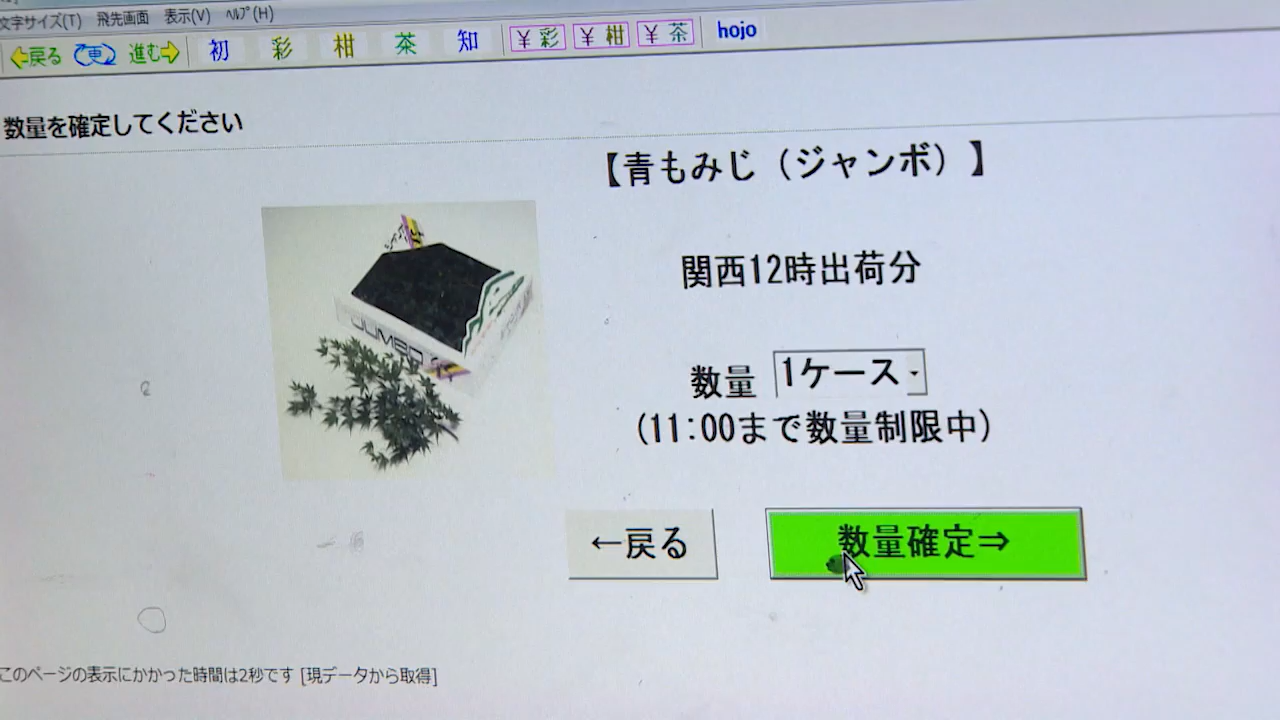 文字サイズ(T) 飛先画面 表示(V) ﾍﾙﾌﾟ(H)
戻る 更 進む 初 彩 柑 茶 知 ￥彩 ￥柑 ￥茶 hojo
数量を確定してください
【青もみじ（ジャンボ）】
JUMBO
関西12時出荷分
数量 1ケース
(11:00まで数量制限中)
←戻る 数量確定⇒
このページの表示にかかった時間は2秒です [現データから取得]